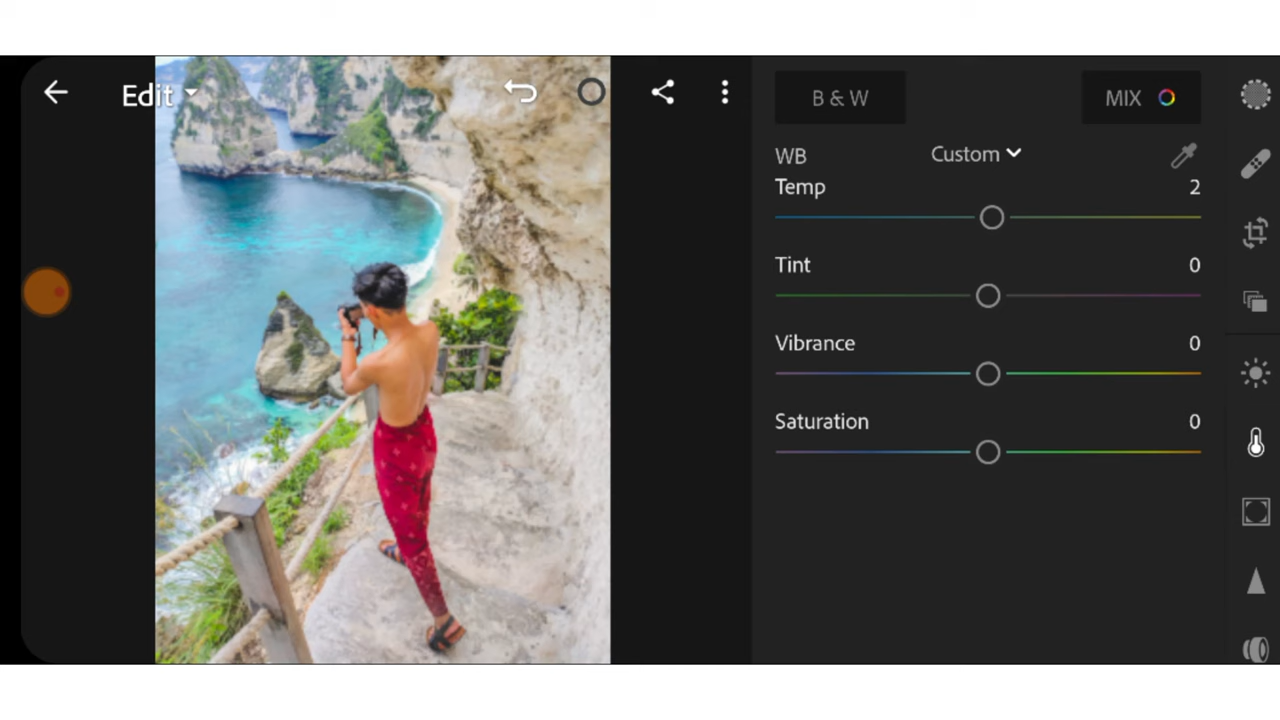 Edit
B & W
MIX
WB
Custom
Temp
2
Tint
0
Vibrance
0
Saturation
0